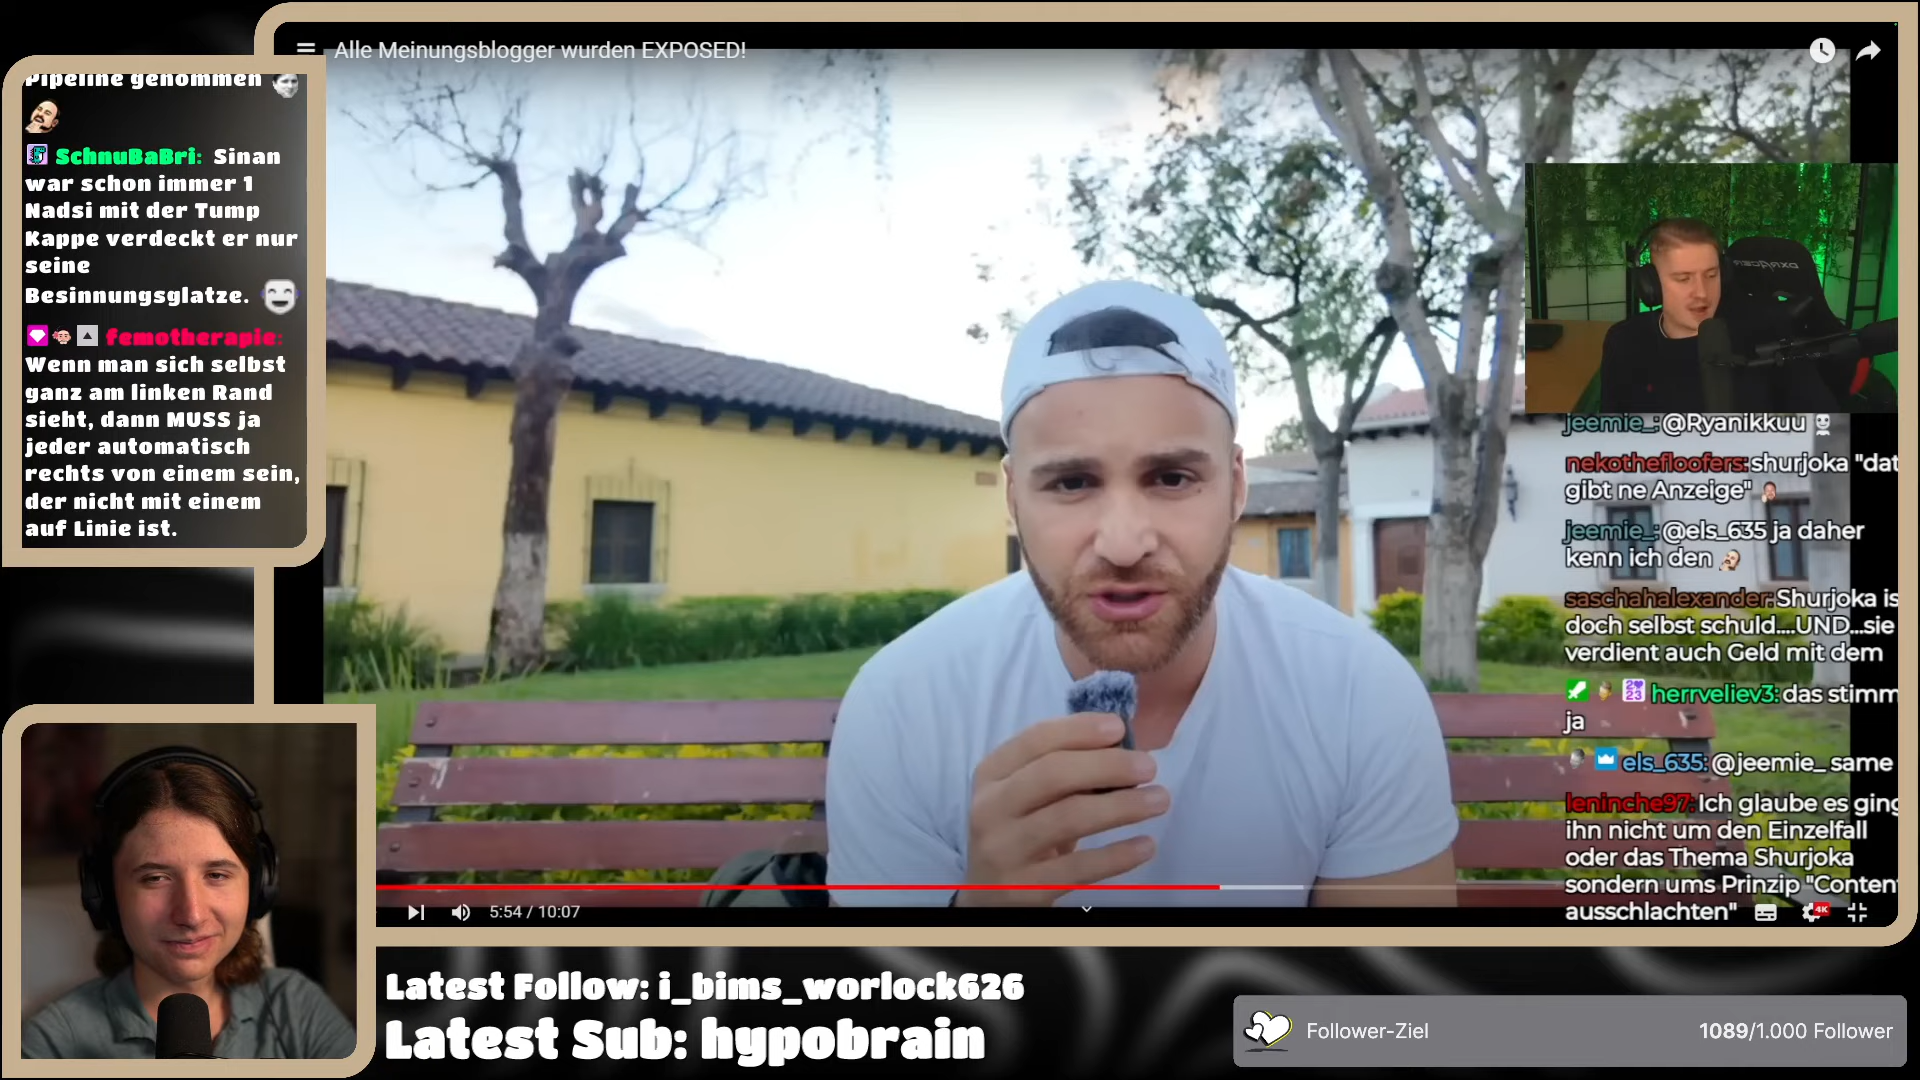 Alle Meinungsblogger wurden EXPOSED!
Pipeline genommen
SchnuBaBri: Sinan
war schon immer 1
Nadsi mit der Tump
Kappe verdeckt er nur
seine
Besinnungsglatze.
femotherapie:
Wenn man sich selbst
ganz am linken Rand
sieht, dann MUSS ja
jeder automatisch
rechts von einem sein,
der nicht mit einem
auf Linie ist.
jeemie_: @Ryanikkuu
nekothefloofers: shurjoka "dat
gibt ne Anzeige"
jeemie_: @els_635 ja daher
kenn ich den
saschahalexander: Shurjoka is
doch selbst schuld....UND...sie
verdient auch Geld mit dem
herrveliev3: das stimm
ja
els_635: @jeemie_ same
leninche97: Ich glaube es ging
ihn nicht um den Einzelfall
oder das Thema Shurjoka
sondern ums Prinzip "Conten
ausschlachten"
5:54 / 10:07
4K
Latest Follow: i_bims_worlock626
Latest Sub: hypobrain
Follower-Ziel
1089/1.000 Follower